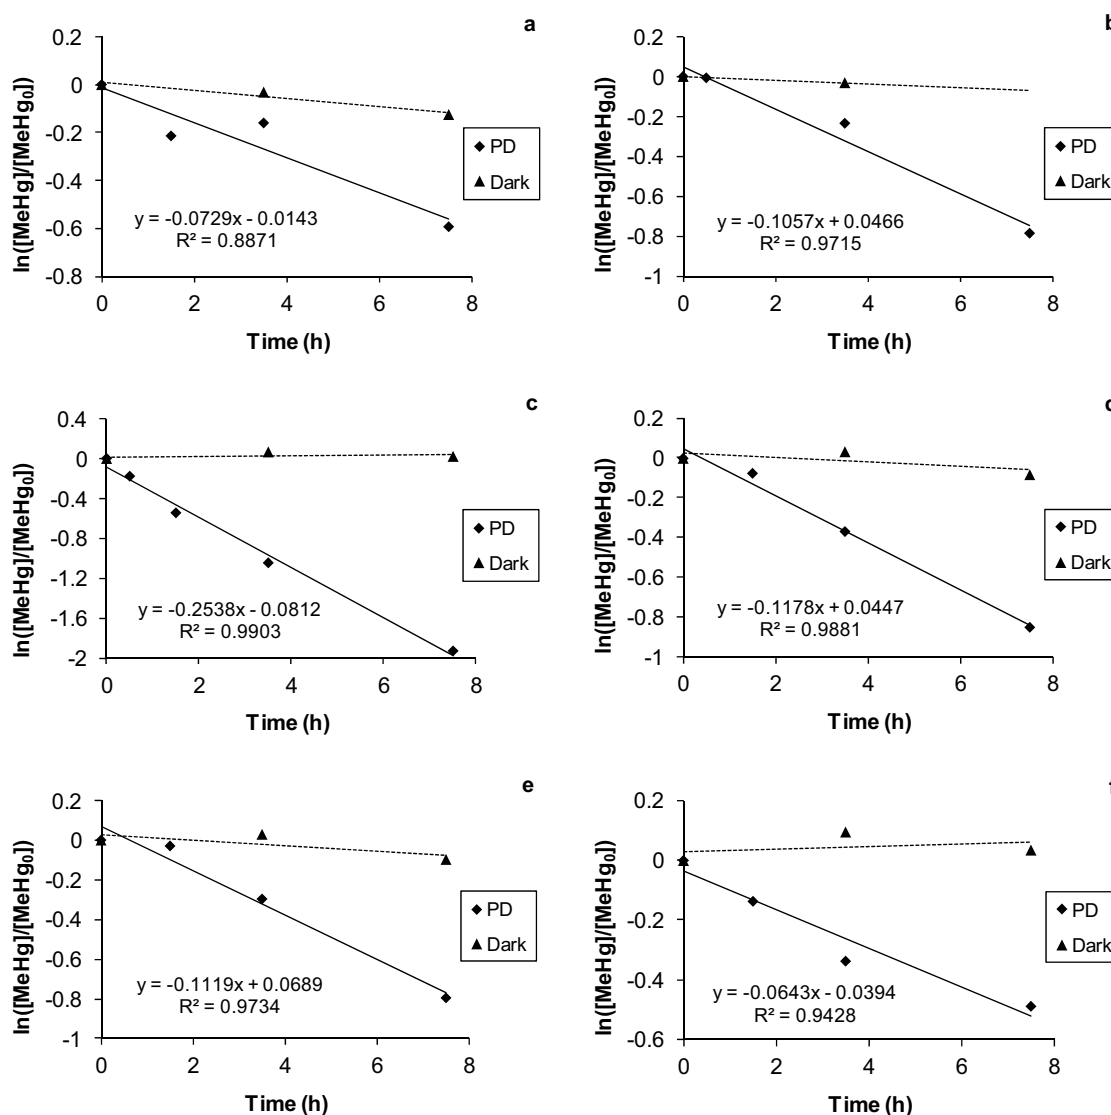 a
0.2
0
-0.2
-0.4
-0.6
-0.8
0 2 4 6 8
ln([MeHg]/[MeHg₀])
Time (h)
PD
Dark
y = -0.0729x - 0.0143
R² = 0.8871
b
0.2
0
-0.2
-0.4
-0.6
-0.8
-1
0 2 4 6 8
ln([MeHg]/[MeHg₀])
Time (h)
PD
Dark
y = -0.1057x + 0.0466
R² = 0.9715
c
0.4
0
-0.4
-0.8
-1.2
-1.6
-2
0 2 4 6 8
ln([MeHg]/[MeHg₀])
Time (h)
PD
Dark
y = -0.2538x - 0.0812
R² = 0.9903
0.2
0
-0.2
-0.4
-0.6
-0.8
-1
0 2 4 6 8
ln([MeHg]/[MeHg₀])
Time (h)
PD
Dark
y = -0.1178x + 0.0447
R² = 0.9881
e
0.2
0
-0.2
-0.4
-0.6
-0.8
-1
0 2 4 6 8
ln([MeHg]/[MeHg₀])
Time (h)
PD
Dark
y = -0.1119x + 0.0689
R² = 0.9734
0.2
0
-0.2
-0.4
-0.6
0 2 4 6 8
ln([MeHg]/[MeHg₀])
Time (h)
PD
Dark
y = -0.0643x - 0.0394
R² = 0.9428